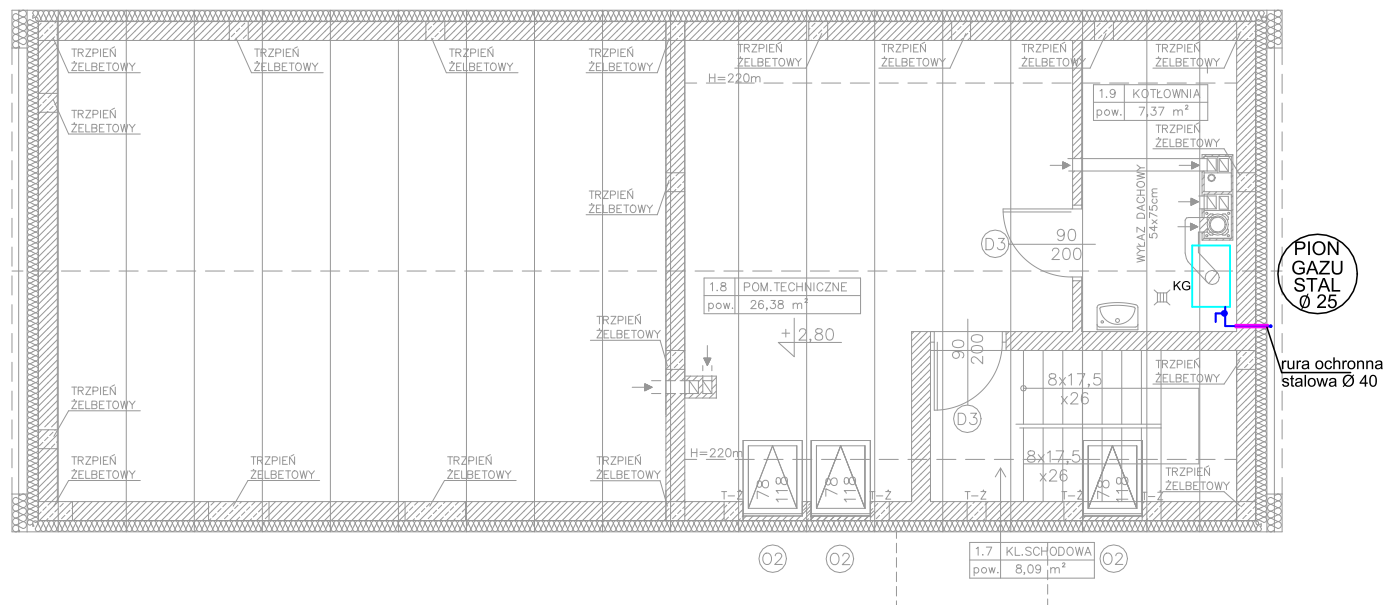 TRZPIEŃ
ŻELBETOWY
TRZPIEŃ
ŻELBETOWY
TRZPIEŃ
ŻELBETOWY
TRZPIEŃ
ŻELBETOWY
TRZPIEŃ
ŻELBETOWY
TRZPIEŃ
ŻELBETOWY
TRZPIEŃ
ŻELBETOWY
TRZPIEŃ
ŻELBETOWY
H=220m
1.9 KOTŁOWNIA
pow. 7,37 m²
TRZPIEŃ
ŻELBETOWY
TRZPIEŃ
ŻELBETOWY
TRZPIEŃ
ŻELBETOWY
WYŁAZ DACHOWY
54x75cm
D3
90
200
PION
GAZU
STAL
Ø 25
KG
1.8 POM.TECHNICZNE
pow. 26,38 m²
+2,80
TRZPIEŃ
ŻELBETOWY
90
200
D3
8x17,5
x26
TRZPIEŃ
ŻELBETOWY
rura ochronna
stalowa Ø 40
TRZPIEŃ
ŻELBETOWY
H=220m
8x17,5
x26
TRZPIEŃ
ŻELBETOWY
TRZPIEŃ
ŻELBETOWY
TRZPIEŃ
ŻELBETOWY
TRZPIEŃ
ŻELBETOWY
TRZPIEŃ
ŻELBETOWY
78
118
78
118
78
118
T-Ż
T-Ż
T-Ż
T-Ż
T-Ż
O2
O2
O2
1.7 KL.SCHODOWA
pow. 8,09 m²